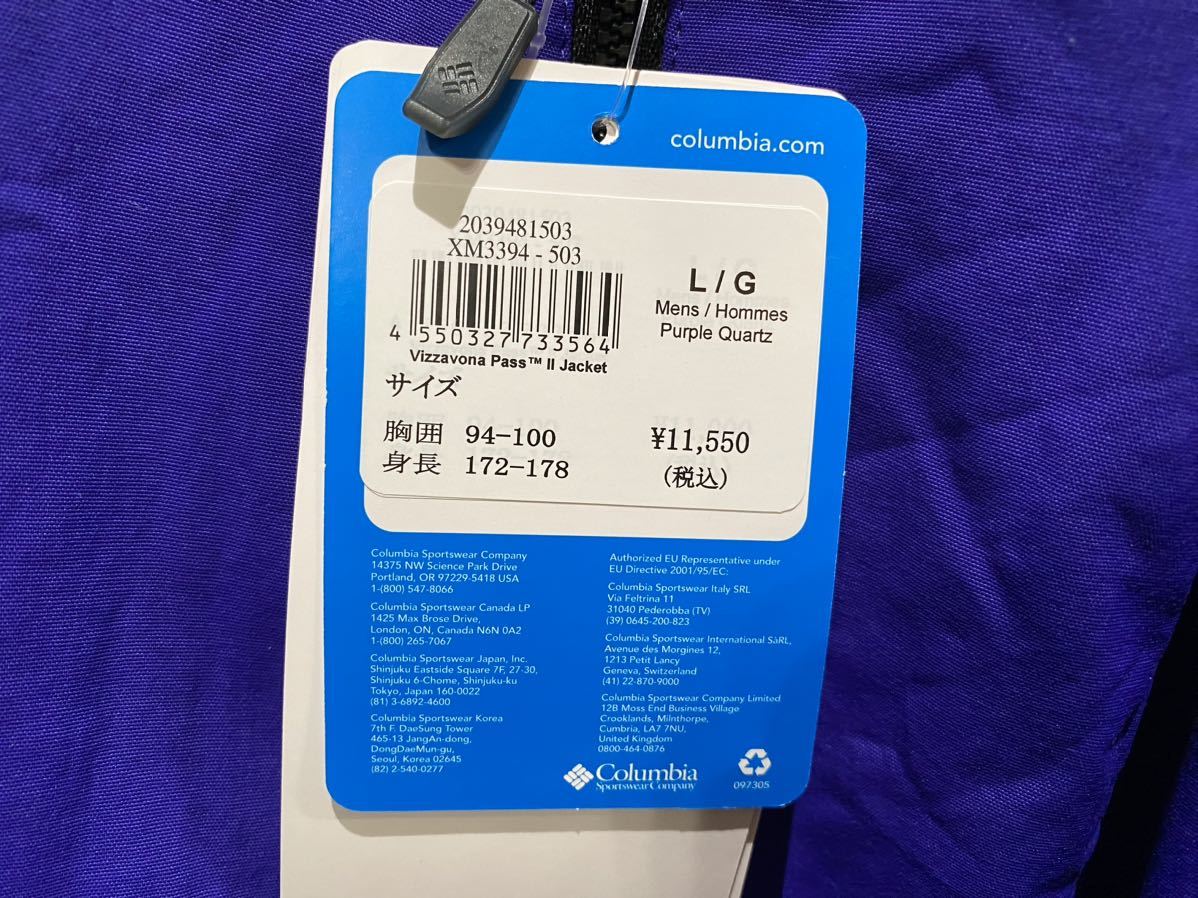 columbia.com
2039481503
XM3394 - 503
4 550327 733564
Vizzavona Pass™ II Jacket
L / G
Mens / Hommes
Purple Quartz
サイズ
胸囲 94-100
身長 172-178
¥11,550
(税込)
Columbia Sportswear Company
14375 NW Science Park Drive
Portland, OR 97229-5418 USA
1-(800) 547-8066
Columbia Sportswear Canada LP
1425 Max Brose Drive,
London, ON, Canada N6N 0A2
1-(800) 265-7067
Columbia Sportswear Japan, Inc.
Shinjuku Eastside Square 7F, 27-30,
Shinjuku 6-Chome, Shinjuku-ku
Tokyo, Japan 160-0022
(81) 3-6892-4600
Columbia Sportswear Korea
7th F. DaeSung Tower
465-13 JangAn-dong,
DongDaeMun-gu,
Seoul, Korea 02645
(82) 2-540-0277
Authorized EU Representative under
EU Directive 2001/95/EC:
Columbia Sportswear Italy SRL
Via Feltrina 11
31040 Pederobba (TV)
(39) 0645-200-823
Columbia Sportswear International SàRL,
Avenue des Morgines 12,
1213 Petit Lancy
Geneva, Switzerland
(41) 22-870-9000
Columbia Sportswear Company Limited
12B Moss End Business Village
Crooklands, Milnthorpe,
Cumbria, LA7 7NU,
United Kingdom
0800-464-0876
Columbia
Sportswear Company
097305